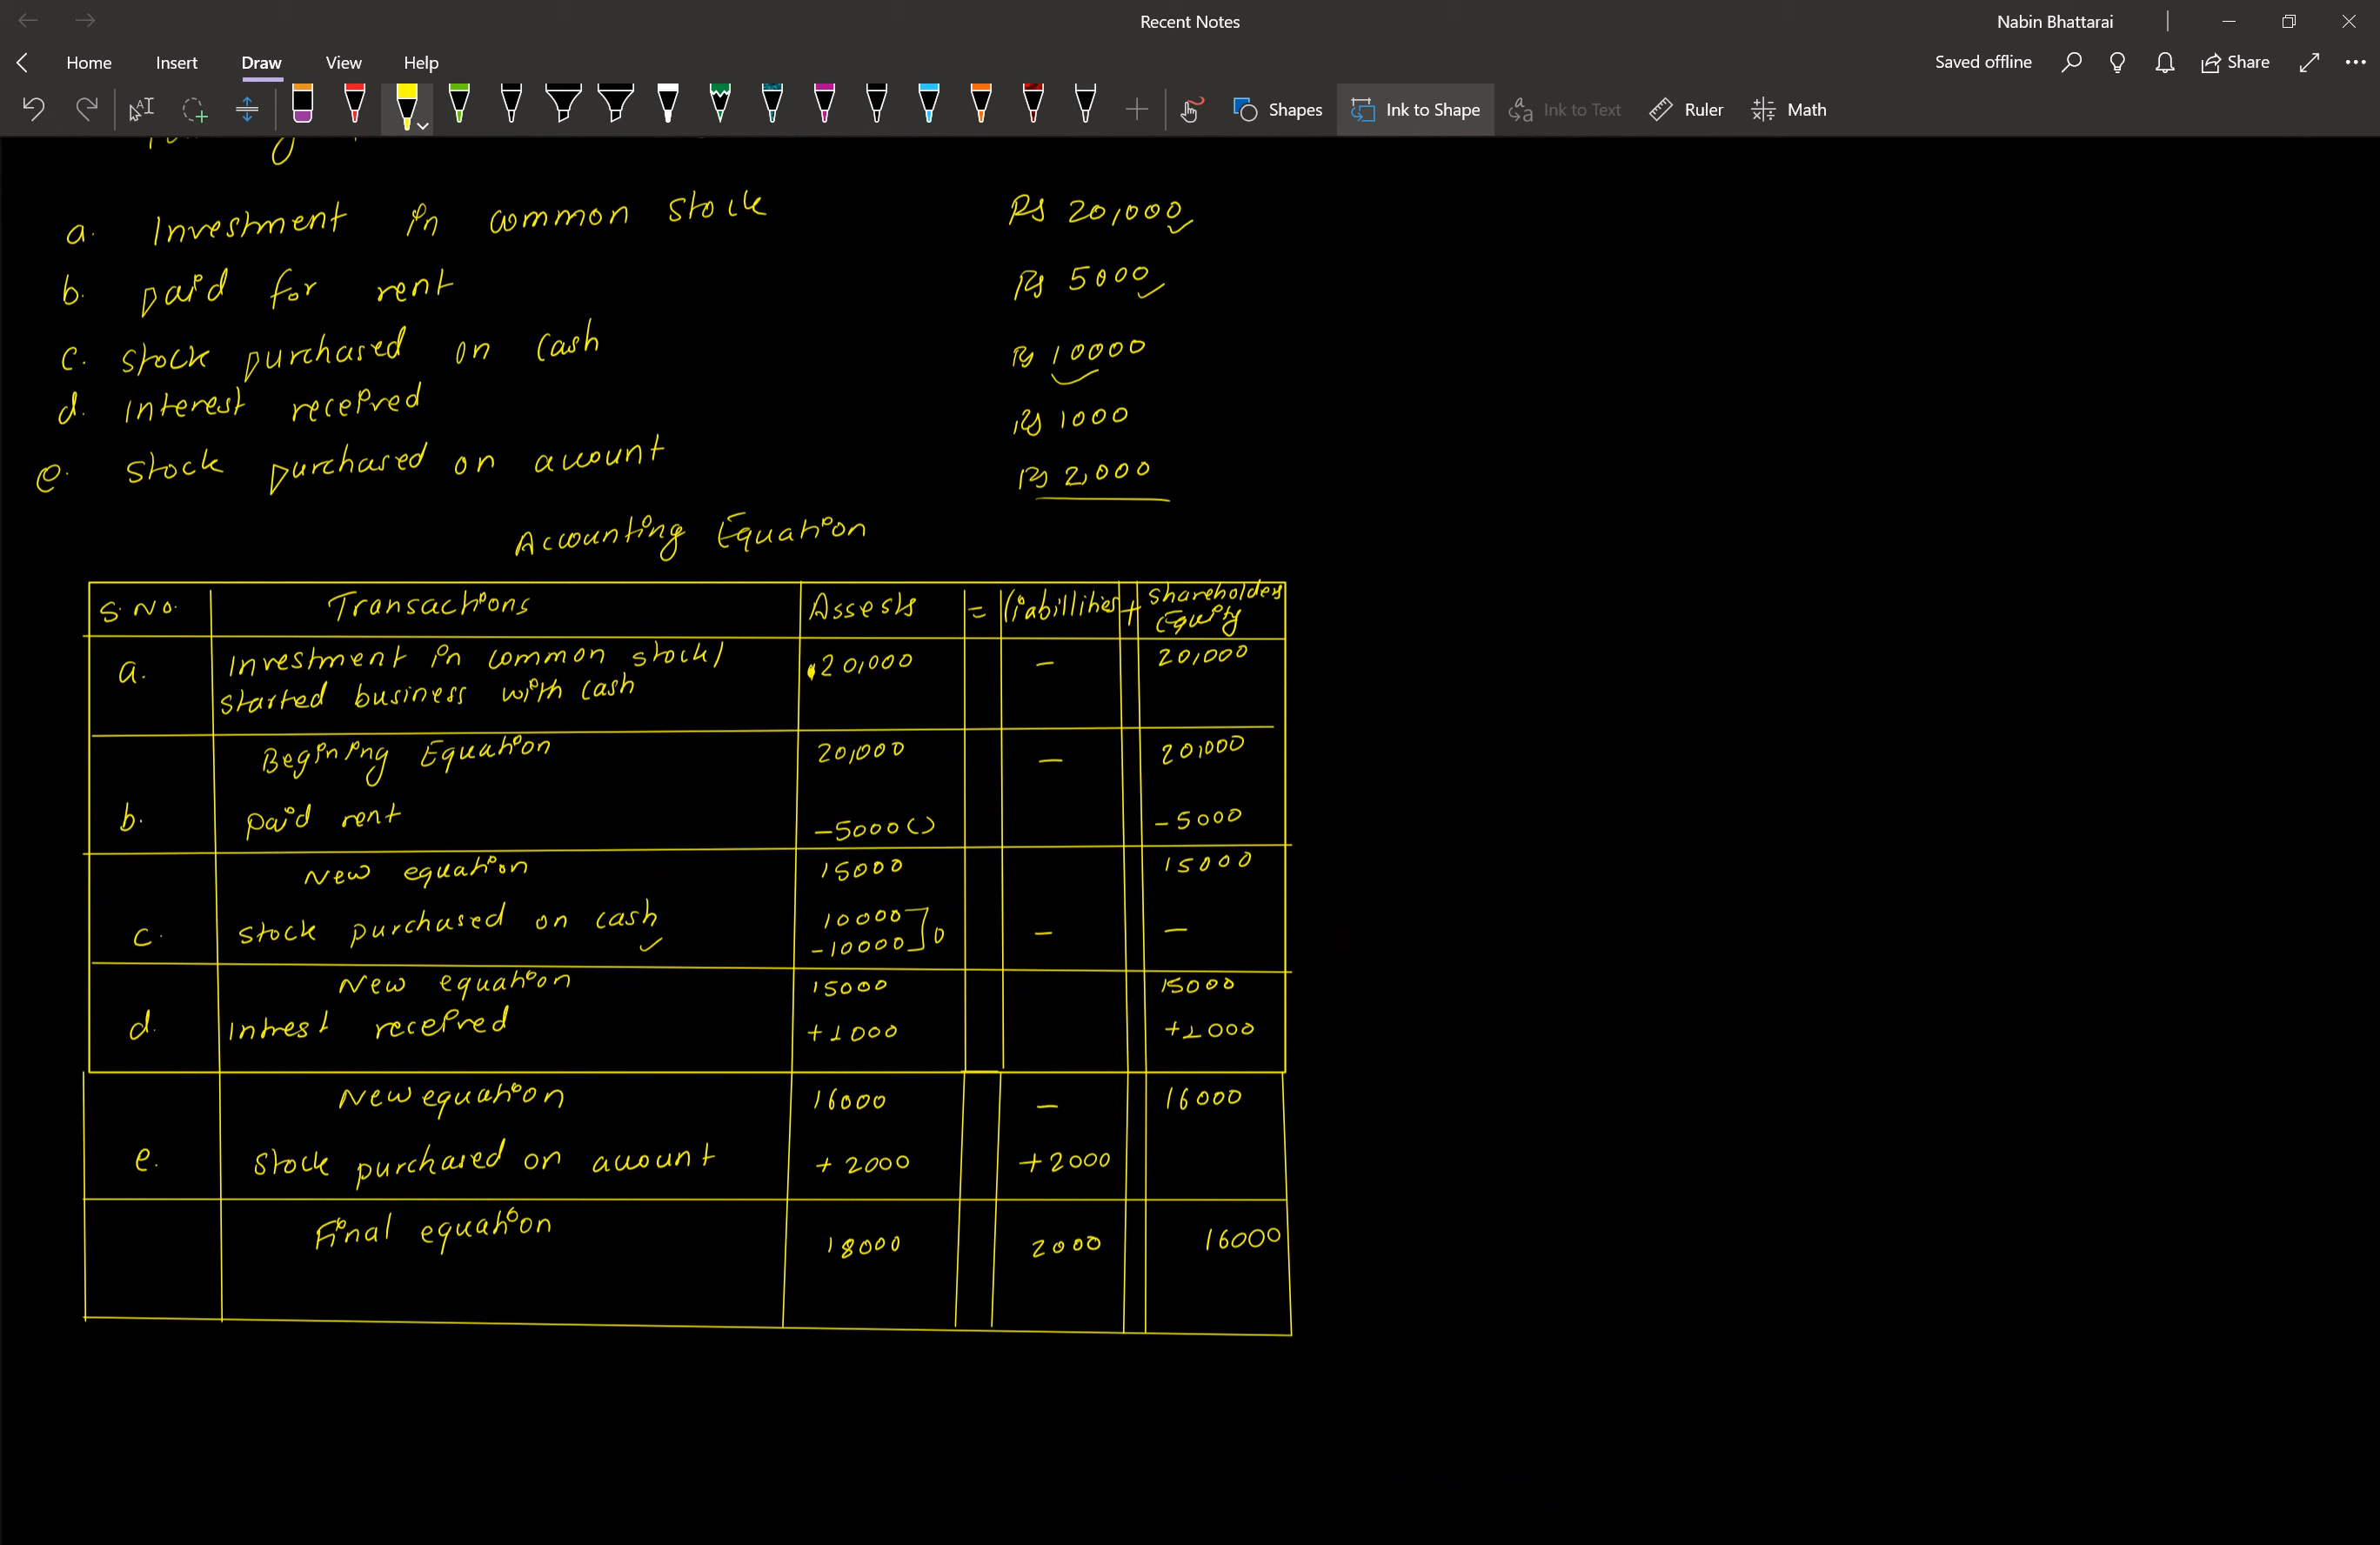 Recent Notes
Nabin Bhattarai
Home Insert Draw View Help
Saved offline
Share
Shapes
Ink to Shape
Ink to Text
Ruler
Math
a. Investment in common stock Rs 20,000
b. paid for rent Rs 5000
c. stock purchased on cash Rs 10000
d. interest received Rs 1000
e. stock purchased on account Rs 2,000
Accounting Equation
S.No. Transactions Assests = liabillities + shareholders
Equity
a. Investment in common stock/ 20,000 - 20,000
started business with cash
Begining Equation 20,000 - 20,000
b. paid rent -5000 () -5000
New equation 15000 15000
c. stock purchased on cash 10000 ] 0 - -
-10000
New equation 15000 15000
d. Intrest received +1000 +1000
New equation 16000 - 16000
e. stock purchased on account +2000 +2000
Final equation 18000 2000 16000